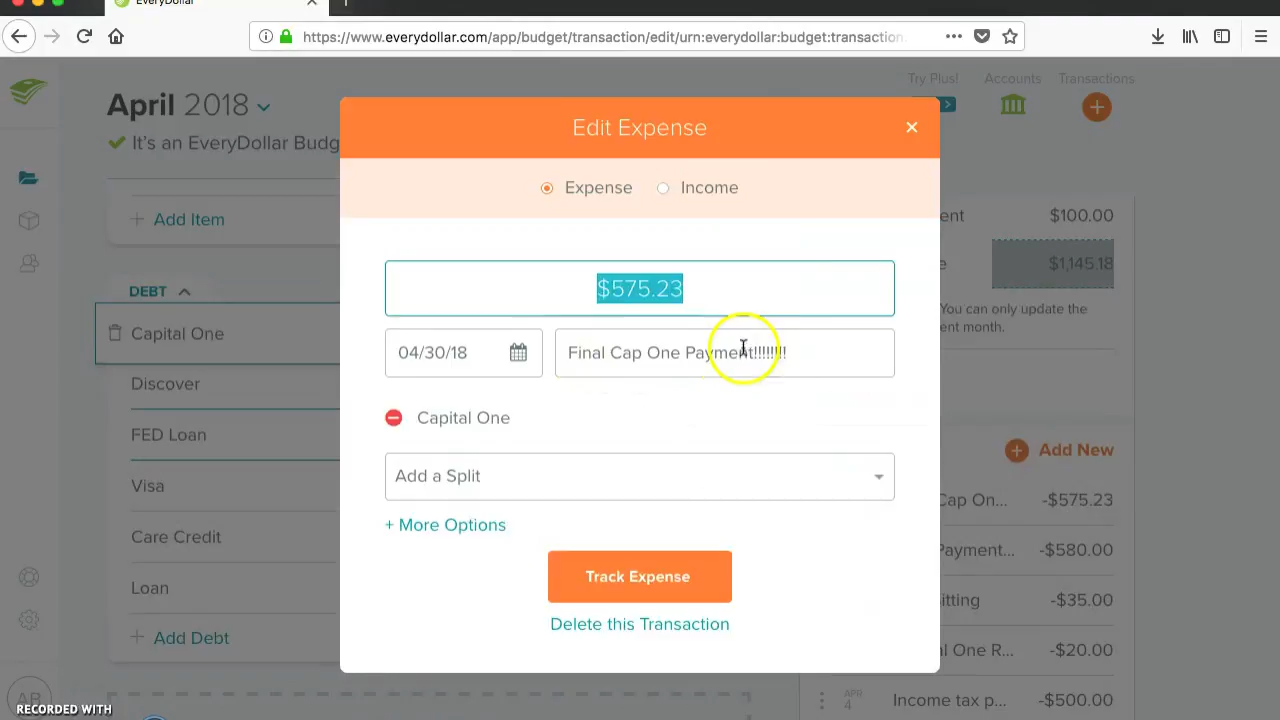 EveryDollar
https://www.everydollar.com/app/budget/transaction/edit/urn:everydollar:budget:transaction.
April 2018
It's an EveryDollar Budg
Try Plus!
Accounts
Transactions
Edit Expense
Expense
Income
Add Item
ent
$100.00
e
$1,145.18
You can only update the
ent month.
$575.23
DEBT
Capital One
04/30/18
Final Cap One Payment!!!!!!!!
Discover
Capital One
FED Loan
Add New
Add a Split
Visa
Cap On...
-$575.23
+ More Options
Care Credit
Payment...
-$580.00
Track Expense
Loan
itting
-$35.00
Delete this Transaction
Add Debt
al One R...
-$20.00
APR
4
Income tax p...
-$500.00
AB
RECORDED WITH